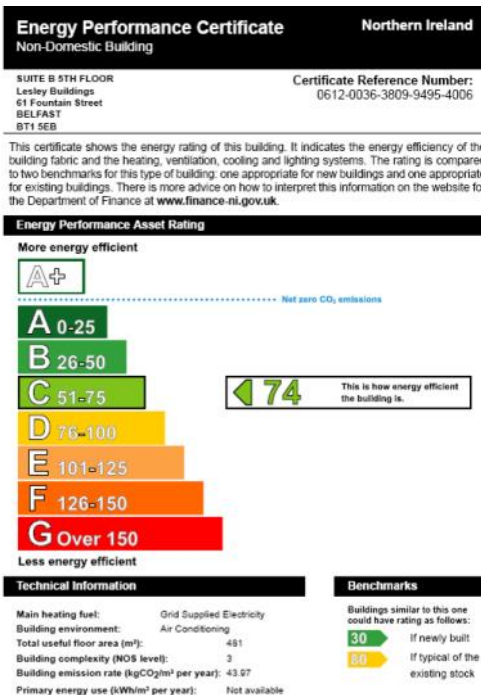 Energy Performance Certificate
Northern Ireland
Non-Domestic Building
SUITE B 5TH FLOOR
Lesley Buildings
61 Fountain Street
BELFAST
BT1 5EB
Certificate Reference Number:
0612-0036-3809-9495-4006
This certificate shows the energy rating of this building. It indicates the energy efficiency of the
building fabric and the heating, ventilation, cooling and lighting systems. The rating is compared
to two benchmarks for this type of building: one appropriate for new buildings and one appropriate
for existing buildings. There is more advice on how to interpret this information on the website for
the Department of Finance at www.finance-ni.gov.uk.
Energy Performance Asset Rating
More energy efficient
A+
Net zero CO₂ emissions
A 0-25
B 26-50
C 51-75
74
This is how energy efficient
the building is.
D 76-100
E 101-125
F 126-150
G Over 150
Less energy efficient
Technical Information
Main heating fuel: Grid Supplied Electricity
Building environment: Air Conditioning
Total useful floor area (m²): 481
Building complexity (NOS level): 3
Building emission rate (kgCO₂/m² per year): 43.97
Primary energy use (kWh/m² per year): Not available
Benchmarks
Buildings similar to this one
could have rating as follows:
30 If newly built
80 If typical of the
existing stock